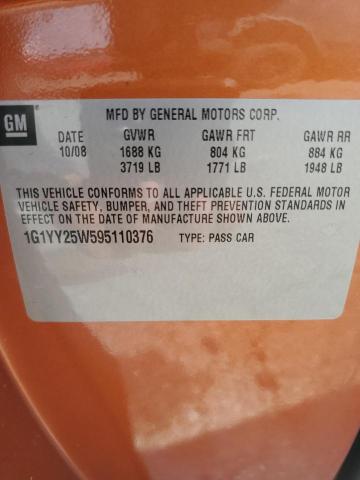 GM
MFD BY GENERAL MOTORS CORP.
DATE GVWR GAWR FRT GAWR RR
10/08 1688 KG 804 KG 884 KG
3719 LB 1771 LB 1948 LB
THIS VEHICLE CONFORMS TO ALL APPLICABLE U.S. FEDERAL MOTOR
VEHICLE SAFETY, BUMPER, AND THEFT PREVENTION STANDARDS IN
EFFECT ON THE DATE OF MANUFACTURE SHOWN ABOVE.
1G1YY25W595110376 TYPE: PASS CAR